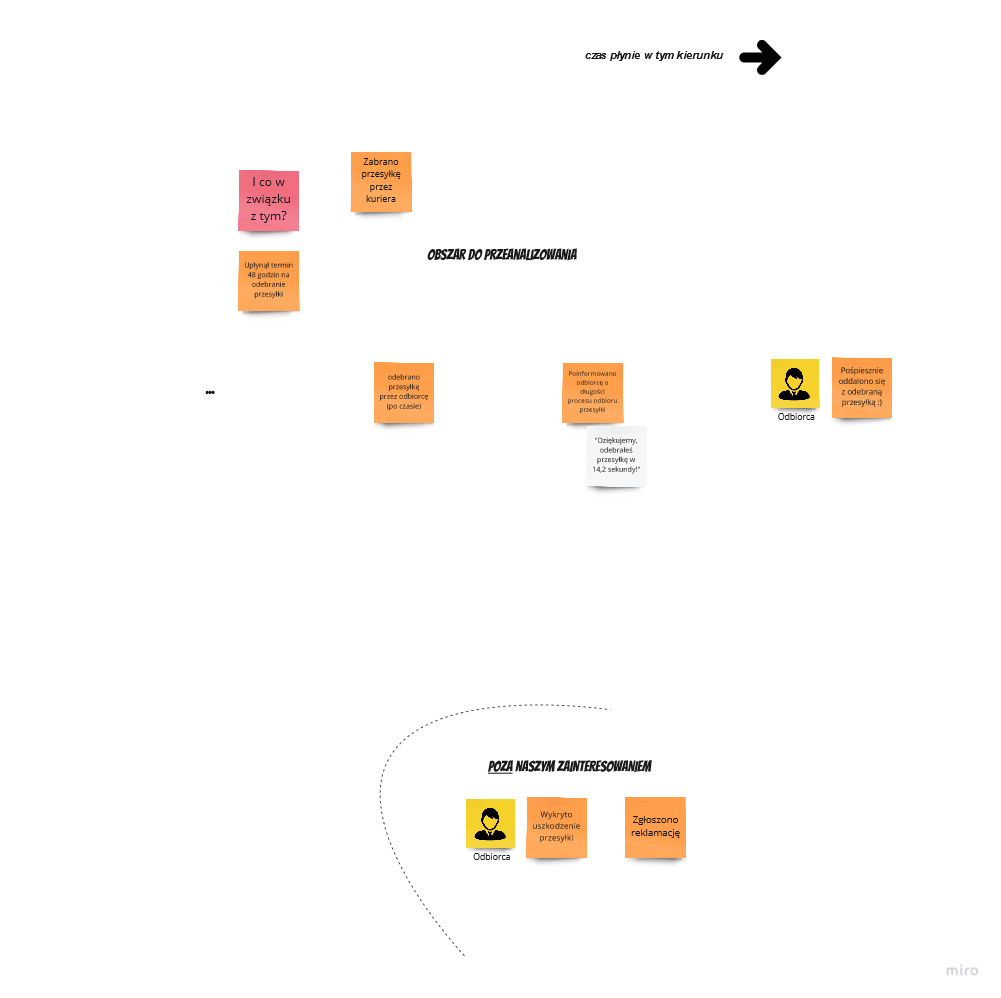 czas płynie w tym kierunku
I co w
związku
z tym?
Zabrano
przesyłkę
przez
kuriera
OBSZAR DO PRZEANALIZOWANIA
Upłynął termin
48 godzin na
odebranie
przesyłki
...
odebrano
przesyłkę
przez odbiorcę
(po czasie)
Poinformowano
odbiorcę o
długości
procesu odbioru
przesyłki
"Dziękujemy,
odebrałeś
przesyłkę w
14,2 sekundy!"
Odbiorca
Pośpiesznie
oddalono się
z odebraną
przesyłką :)
POZA NASZYM ZAINTERESOWANIEM
Odbiorca
Wykryto
uszkodzenie
przesyłki
Zgłoszono
reklamację
miro